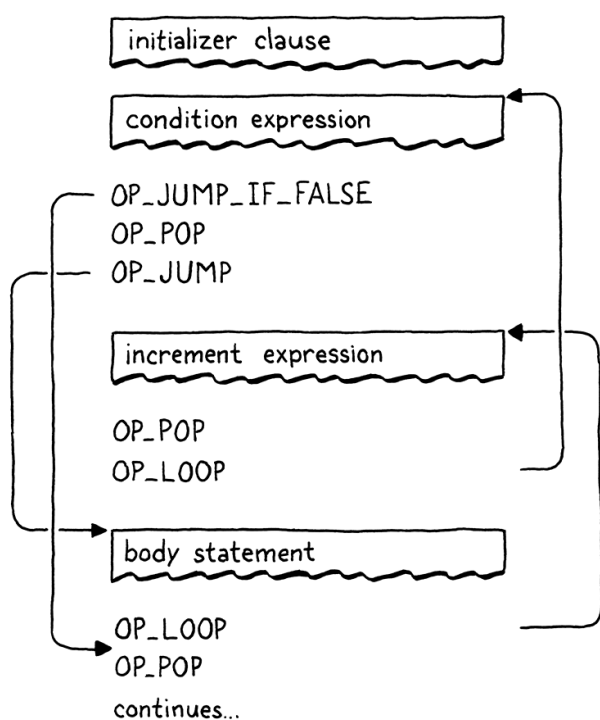 initializer clause
condition expression
OP_JUMP_IF_FALSE
OP_POP
OP_JUMP
increment expression
OP_POP
OP_LOOP
body statement
OP_LOOP
OP_POP
continues...